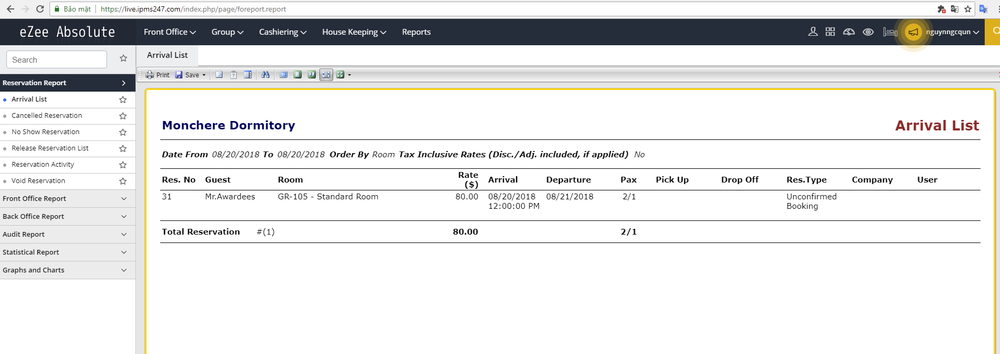 Bảo mật https://live.ipms247.com/index.php/page/foreport.report
eZee Absolute Front Office Group Cashiering House Keeping Reports nguynngcqun
Search
Arrival List
Print Save
Reservation Report
Arrival List
Cancelled Reservation
No Show Reservation
Release Reservation List
Reservation Activity
Void Reservation
Front Office Report
Back Office Report
Audit Report
Statistical Report
Graphs and Charts
Monchere Dormitory Arrival List
Date From 08/20/2018 To 08/20/2018 Order By Room Tax Inclusive Rates (Disc./Adj. included, if applied) No
Res. No Guest Room Rate ($) Arrival Departure Pax Pick Up Drop Off Res.Type Company User
31 Mr.Awardees GR-105 - Standard Room 80.00 08/20/2018 08/21/2018 2/1 Unconfirmed
12:00:00 PM Booking
Total Reservation #(1) 80.00 2/1